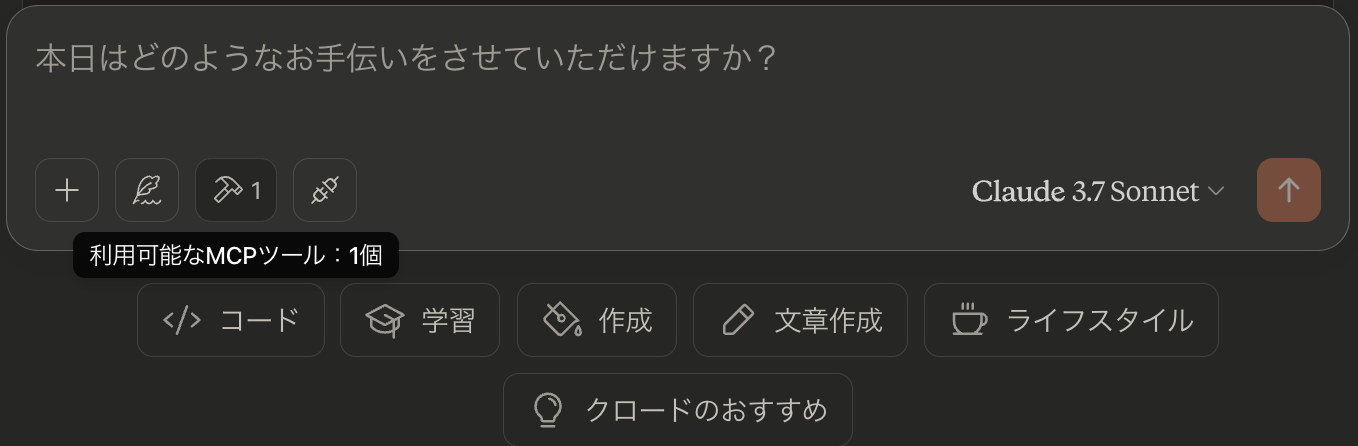 本日はどのようなお手伝いをさせていただけますか？
1
Claude 3.7 Sonnet
利用可能なMCPツール：1個
コード
学習
作成
文章作成
ライフスタイル
クロードのおすすめ